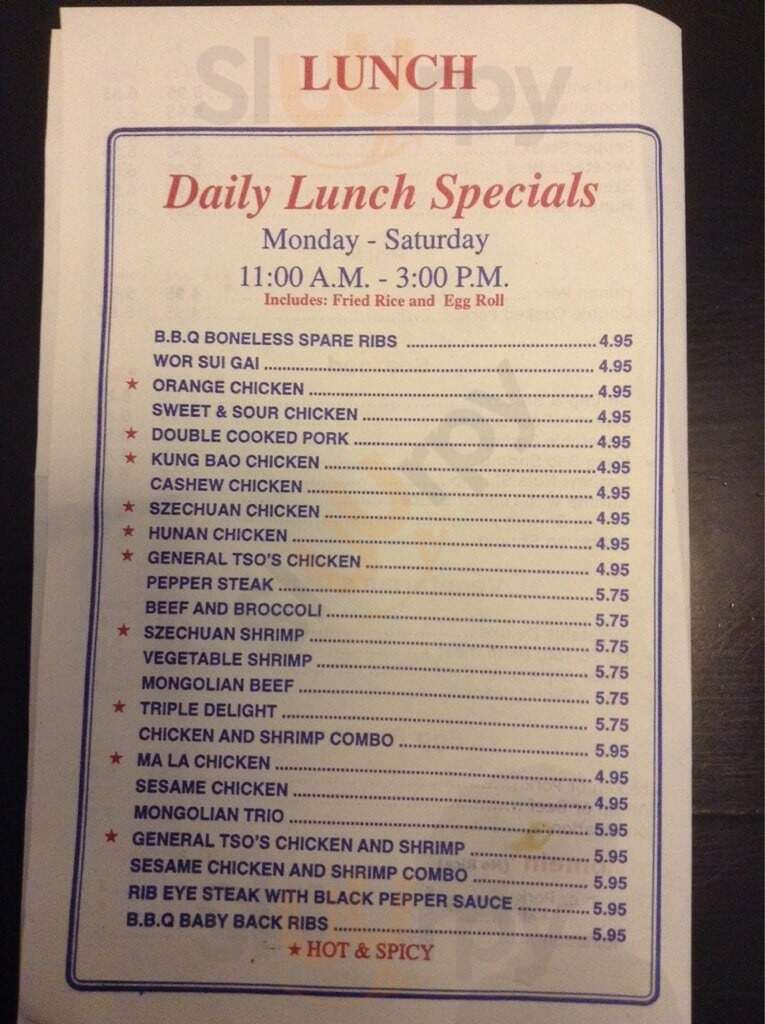 LUNCH
Daily Lunch Specials
Monday - Saturday
11:00 A.M. - 3:00 P.M.
Includes: Fried Rice and Egg Roll
B.B.Q BONELESS SPARE RIBS ........ 4.95
WOR SUI GAI ........ 4.95
★ ORANGE CHICKEN ........ 4.95
SWEET & SOUR CHICKEN ........ 4.95
★ DOUBLE COOKED PORK ........ 4.95
★ KUNG BAO CHICKEN ........ 4.95
CASHEW CHICKEN ........ 4.95
★ SZECHUAN CHICKEN ........ 4.95
★ HUNAN CHICKEN ........ 4.95
★ GENERAL TSO'S CHICKEN ........ 4.95
PEPPER STEAK ........ 5.75
BEEF AND BROCCOLI ........ 5.75
★ SZECHUAN SHRIMP ........ 5.75
VEGETABLE SHRIMP ........ 5.75
MONGOLIAN BEEF ........ 5.75
★ TRIPLE DELIGHT ........ 5.75
CHICKEN AND SHRIMP COMBO ........ 5.95
★ MA LA CHICKEN ........ 4.95
SESAME CHICKEN ........ 4.95
MONGOLIAN TRIO ........ 5.95
★ GENERAL TSO'S CHICKEN AND SHRIMP ........ 5.95
SESAME CHICKEN AND SHRIMP COMBO ........ 5.95
RIB EYE STEAK WITH BLACK PEPPER SAUCE ........ 5.95
B.B.Q BABY BACK RIBS ........ 5.95
★ HOT & SPICY